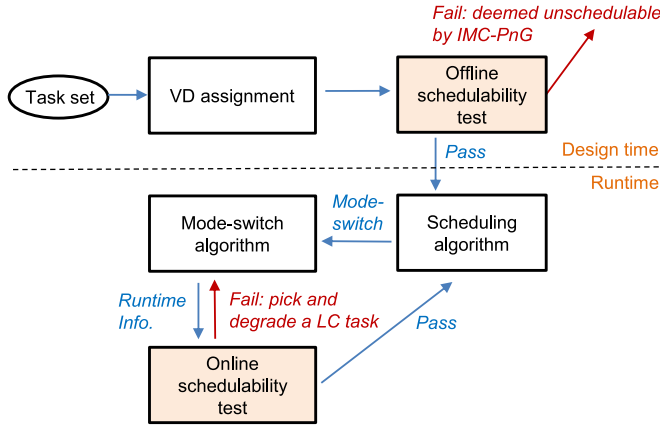 Fail: deemed unschedulable
by IMC-PnG
Task set
VD assignment
Offline
schedulability
test
Pass
Design time
Runtime
Mode-switch
algorithm
Mode-
switch
Scheduling
algorithm
Runtime
Info.
Fail: pick and
degrade a LC task
Pass
Online
schedulability
test